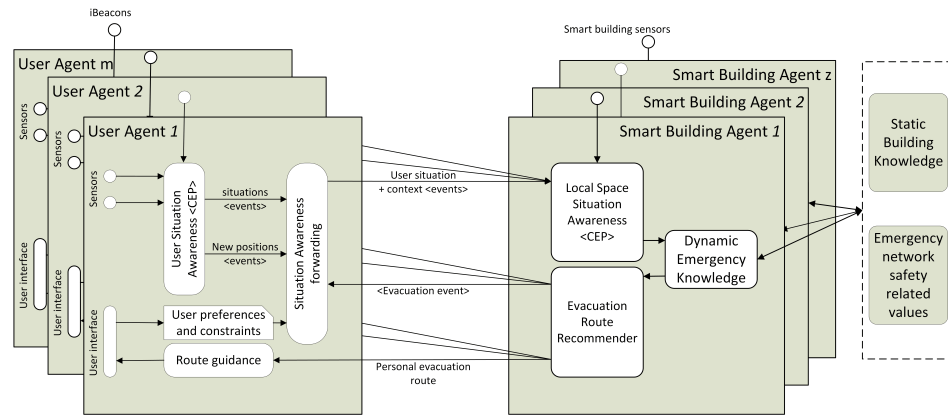 iBeacons
Smart building sensors
User Agent m
Smart Building Agent z
User Agent 2
Smart Building Agent 2
User Agent 1
Smart Building Agent 1
Sensors
Sensors
Sensors
User Situation
Awareness <CEP>
situations
<events>
New positions
<events>
Situation Awareness
forwarding
User situation
+ context <events>
Local Space
Situation
Awareness
<CEP>
Dynamic
Emergency
Knowledge
Static
Building
Knowledge
Emergency
network
safety
related
values
User interface
User interface
User interface
User preferences
and constraints
Route guidance
<Evacuation event>
Evacuation
Route
Recommender
Personal evacuation
route